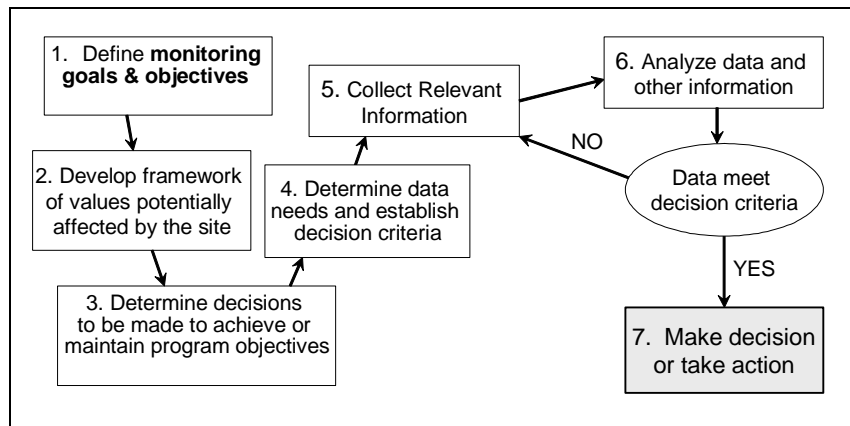 1. Define monitoring
goals & objectives
2. Develop framework
of values potentially
affected by the site
3. Determine decisions
to be made to achieve or
maintain program objectives
4. Determine data
needs and establish
decision criteria
5. Collect Relevant
Information
6. Analyze data and
other information
NO
Data meet
decision criteria
YES
7. Make decision
or take action